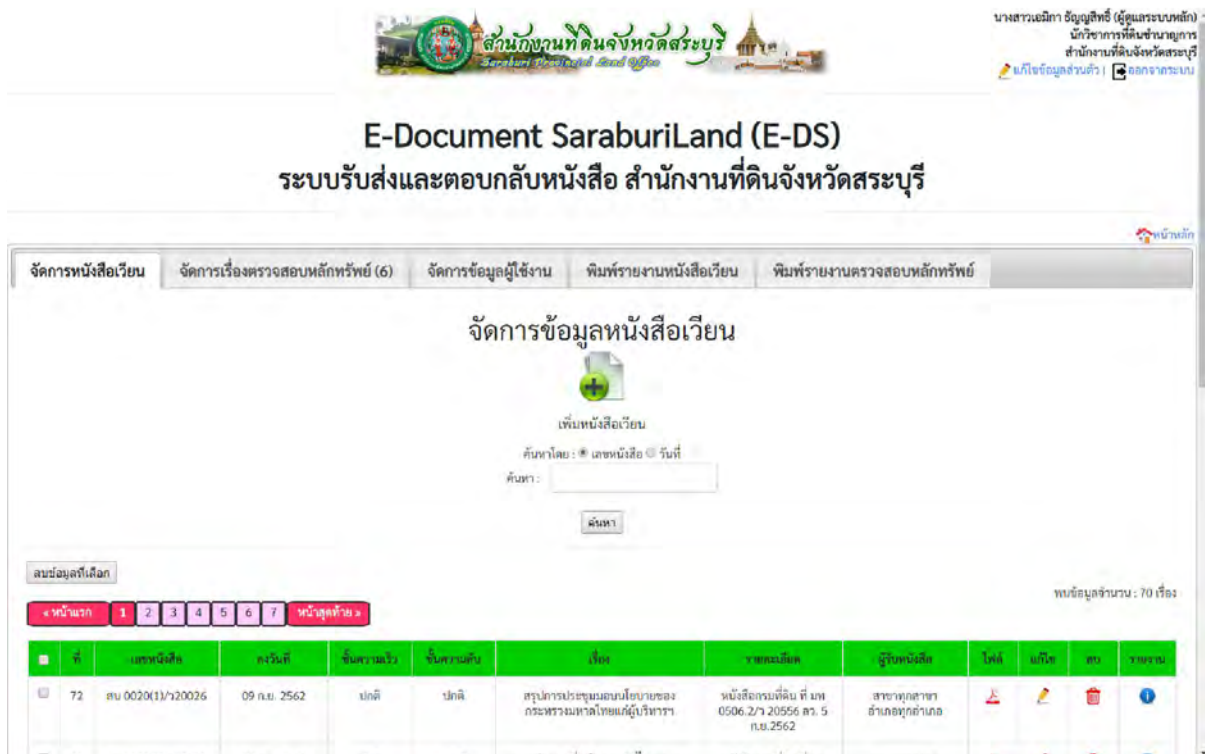 สำนักงานที่ดินจังหวัดสระบุรี
Saraburi Provincial Land Office
นางสาวเอมิกา ธัญญสิทธิ์ (ผู้ดูแลระบบหลัก)
นักวิชาการที่ดินชำนาญการ
สำนักงานที่ดินจังหวัดสระบุรี
แก้ไขข้อมูลส่วนตัว | ออกจากระบบ
E-Document SaraburiLand (E-DS)
ระบบรับส่งและตอบกลับหนังสือ สำนักงานที่ดินจังหวัดสระบุรี
หน้าหลัก
จัดการหนังสือเวียน จัดการเรื่องตรวจสอบหลักทรัพย์ (6) จัดการข้อมูลผู้ใช้งาน พิมพ์รายงานหนังสือเวียน พิมพ์รายงานตรวจสอบหลักทรัพย์
จัดการข้อมูลหนังสือเวียน
เพิ่มหนังสือเวียน
ค้นหาโดย : เลขหนังสือ วันที่
ค้นหา :
ค้นหา
ลบข้อมูลที่เลือก
พบข้อมูลจำนวน : 70 เรื่อง
« หน้าแรก 1 2 3 4 5 6 7 หน้าสุดท้าย »
ที่ เลขหนังสือ ลงวันที่ ชั้นความเร็ว ชั้นความลับ เรื่อง รายละเอียด ผู้รับหนังสือ ไฟล์ แก้ไข ลบ รายงาน
72 สบ 0020(1)/ว20026 09 ก.ย. 2562 ปกติ ปกติ สรุปการประชุมมอบนโยบายของ หนังสือกรมที่ดิน ที่ มท สาขาทุกสาขา
กระทรวงมหาดไทยแก่ผู้บริหารฯ 0506.2/ว 20556 ลว. 5 อำเภอทุกอำเภอ
ก.ย.2562